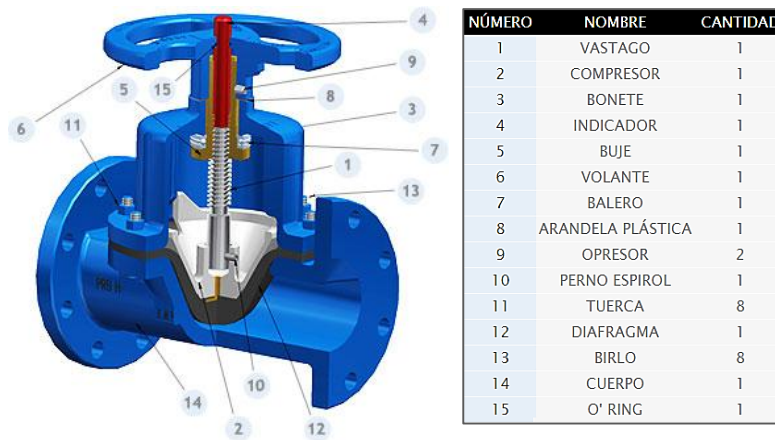 4
15
9
5
8
6
11
3
7
1
13
14
10
2
12
NÚMERO NOMBRE CANTIDAD
1 VASTAGO 1
2 COMPRESOR 1
3 BONETE 1
4 INDICADOR 1
5 BUJE 1
6 VOLANTE 1
7 BALERO 1
8 ARANDELA PLÁSTICA 1
9 OPRESOR 2
10 PERNO ESPIROL 1
11 TUERCA 8
12 DIAFRAGMA 1
13 BIRLO 8
14 CUERPO 1
15 O' RING 1